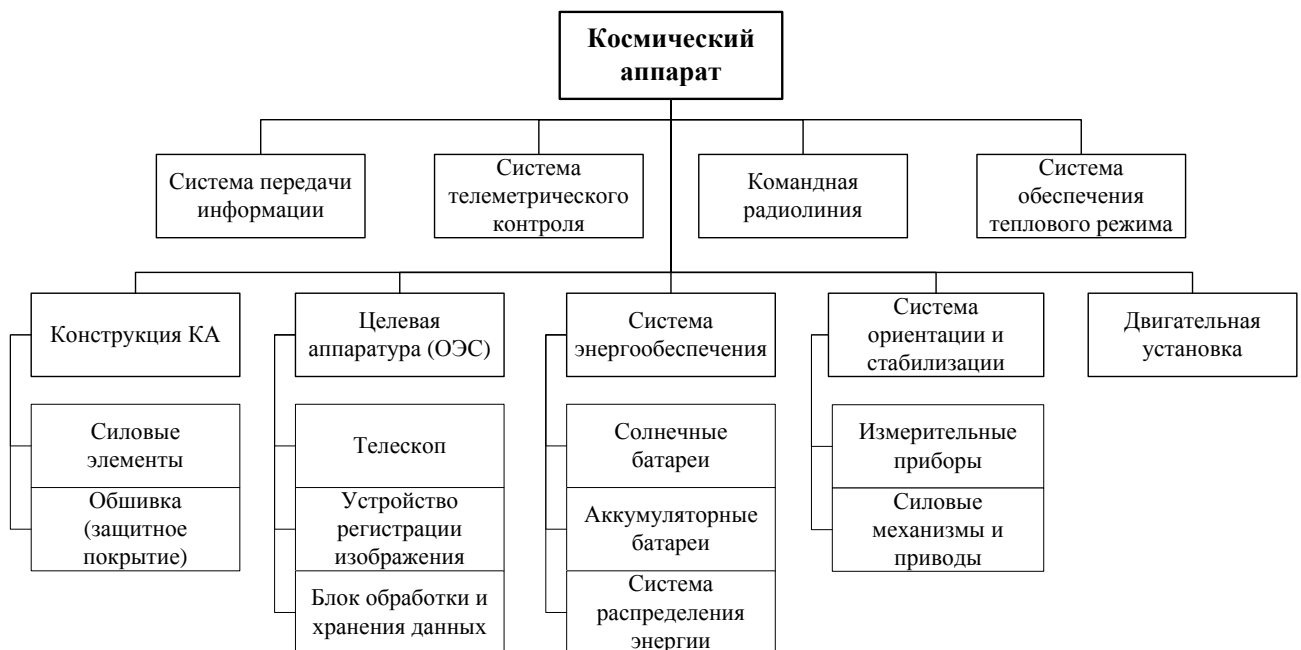 Космический
аппарат
Система передачи
информации
Система
телеметрического
контроля
Командная
радиолиния
Система
обеспечения
теплового режима
Конструкция КА
Целевая
аппаратура (ОЭС)
Система
энергообеспечения
Система
ориентации и
стабилизации
Двигательная
установка
Силовые
элементы
Обшивка
(защитное
покрытие)
Телескоп
Устройство
регистрации
изображения
Блок обработки и
хранения данных
Солнечные
батареи
Аккумуляторные
батареи
Система
распределения
энергии
Измерительные
приборы
Силовые
механизмы и
приводы